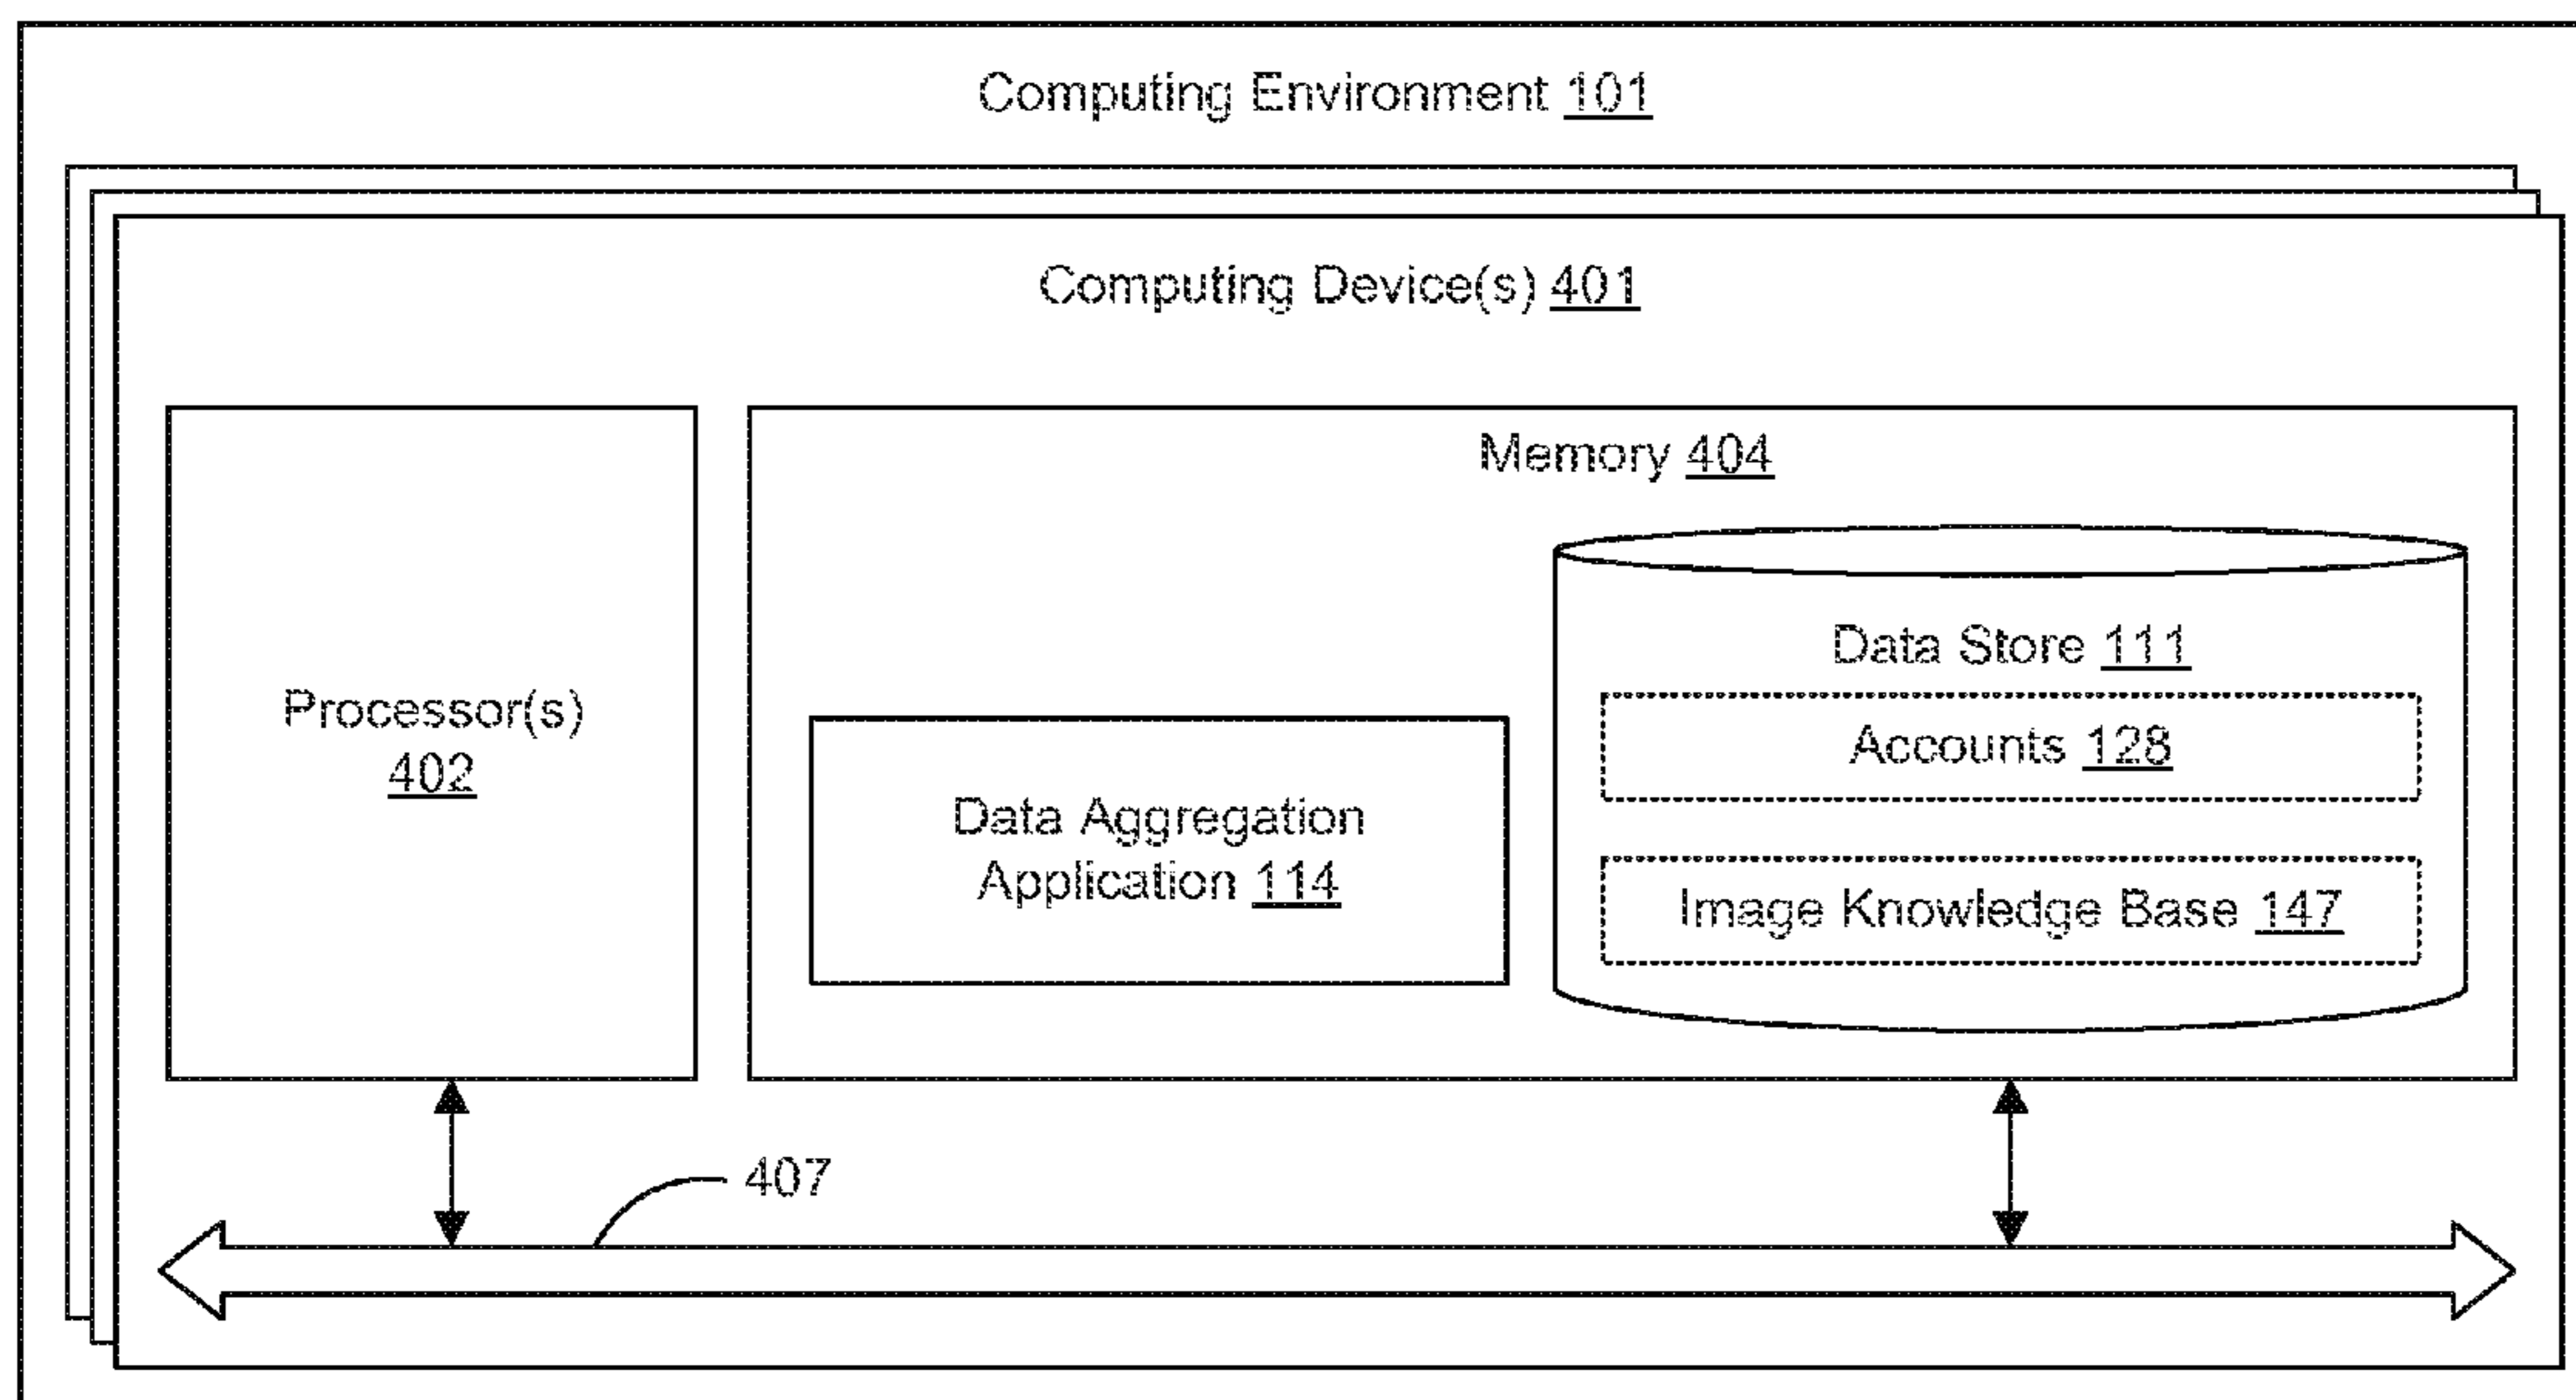 Computing Environment 101
Computing Device(s) 401
Memory 404
Processor(s)
402
Data Aggregation
Application 114
Data Store 111
Accounts 128
Image Knowledge Base 147
407